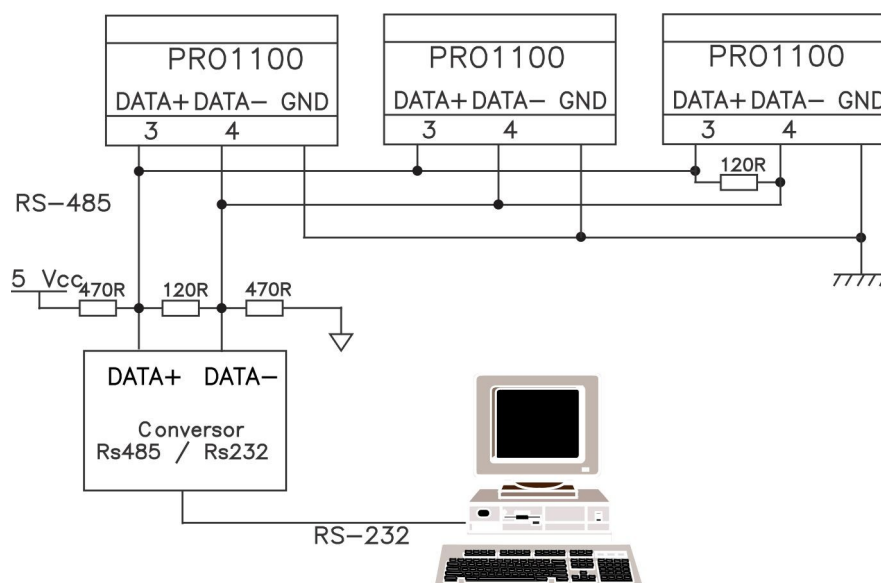 PRO1100 PRO1100 PRO1100
DATA+ DATA- GND DATA+ DATA- GND DATA+ DATA- GND
3 4 3 4 3 4
120R
RS-485
5 Vcc 470R 120R 470R
DATA+ DATA-
Conversor
Rs485 / Rs232
RS-232